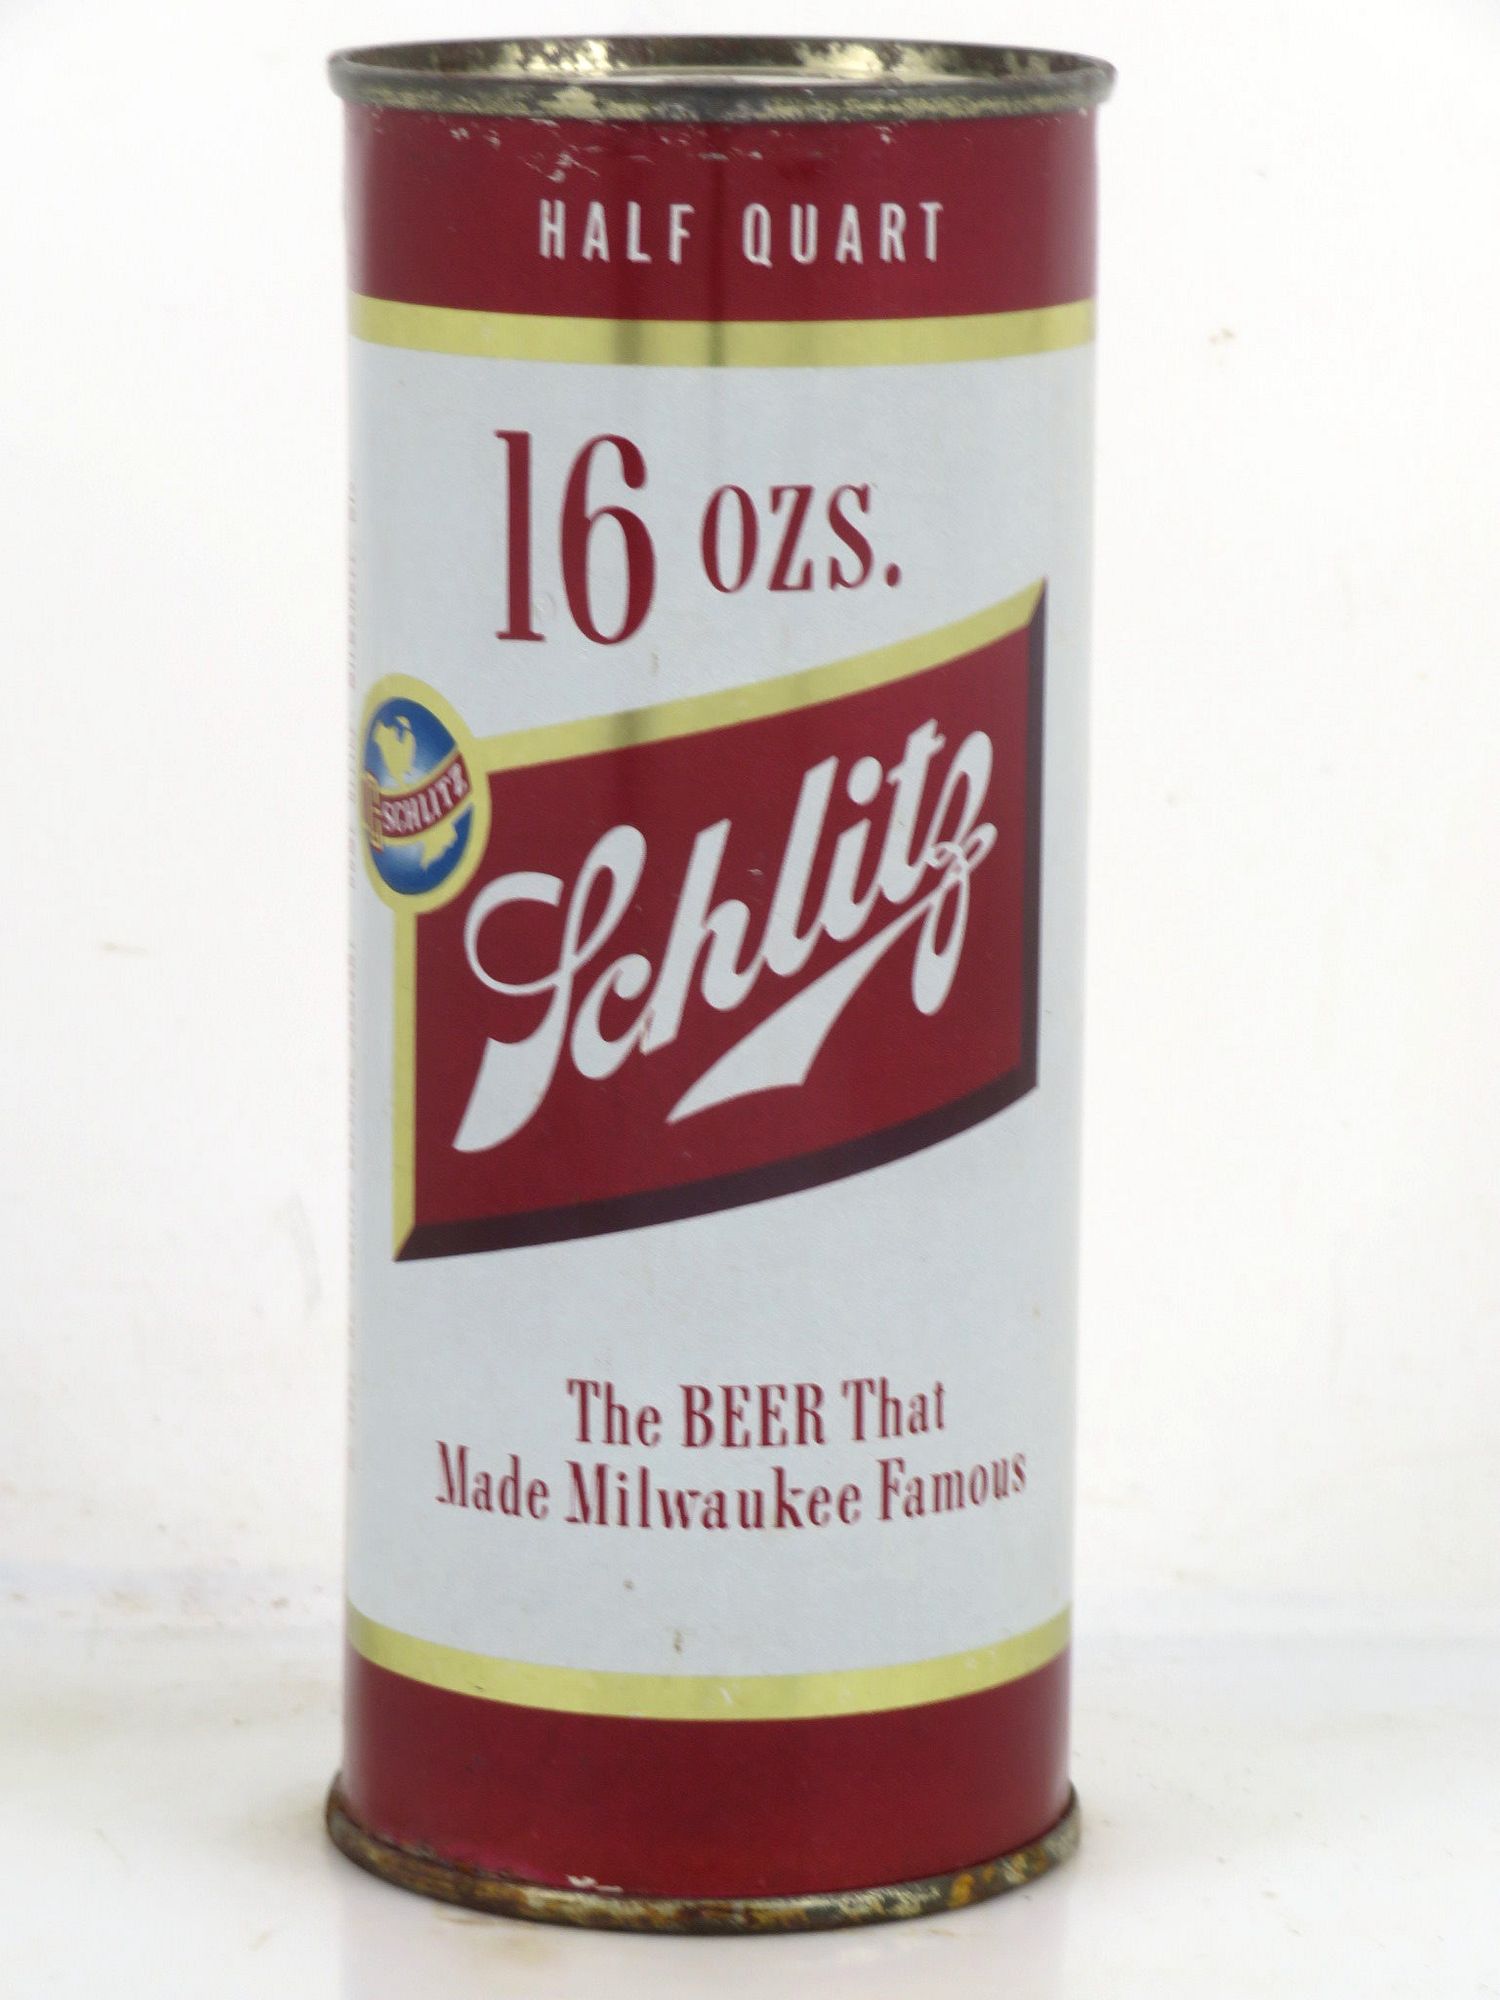 HALF QUART
16 OZS.
SCHLITZ
Schlitz
The BEER That
Made Milwaukee Famous